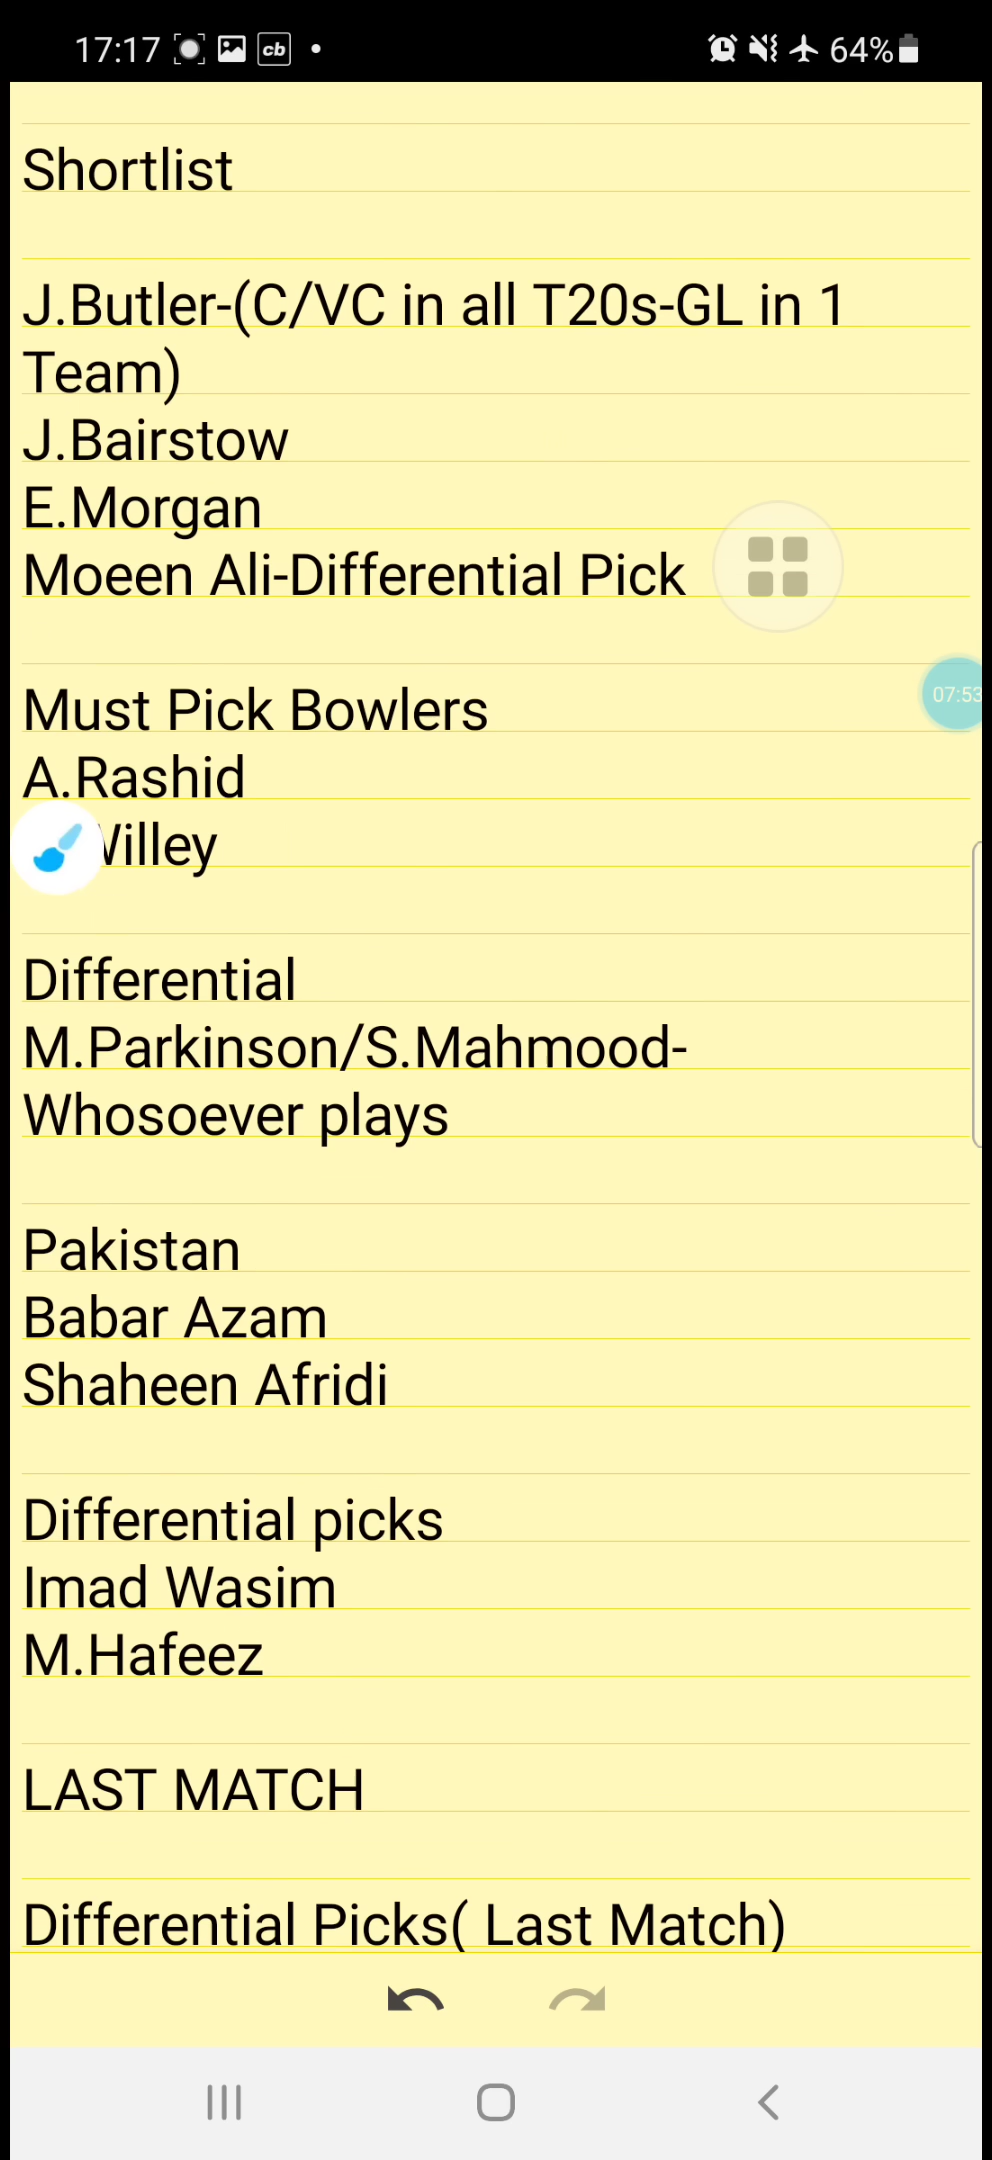 17:17 cb 64%
Shortlist
J.Butler-(C/VC in all T20s-GL in 1
Team)
J.Bairstow
E.Morgan
Moeen Ali-Differential Pick
07:53
Must Pick Bowlers
A.Rashid
Willey
Differential
M.Parkinson/S.Mahmood-
Whosoever plays
Pakistan
Babar Azam
Shaheen Afridi
Differential picks
Imad Wasim
M.Hafeez
LAST MATCH
Differential Picks( Last Match)